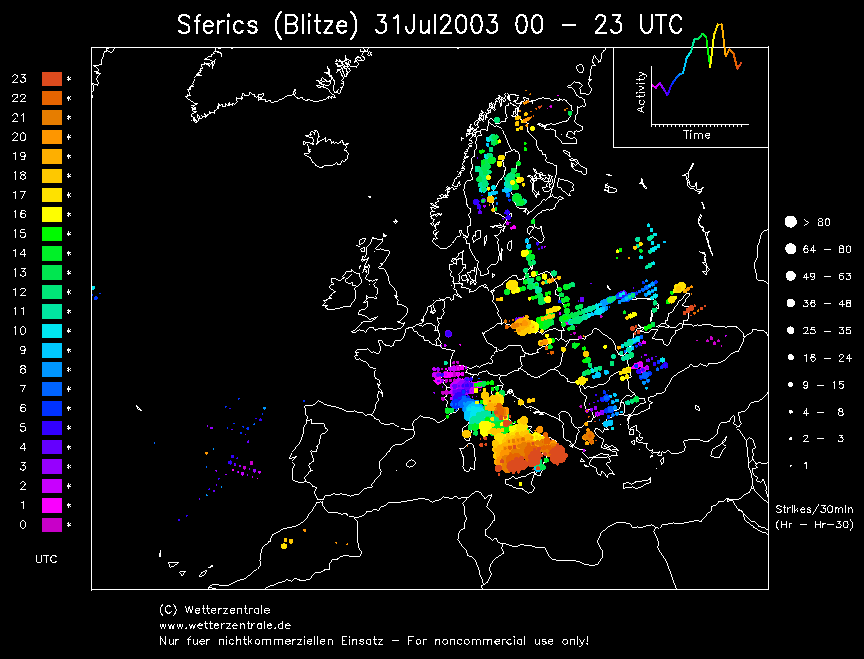 Sferics (Blitze) 31Jul2003 00 - 23 UTC
Activity
Time
23 *
22 *
21 *
20 *
19 *
18 *
17 *
16 *
15 *
14 *
13 *
12 *
11 *
10 *
9 *
8 *
7 *
6 *
5 *
4 *
3 *
2 *
1 *
0 *
UTC
> 80
64 - 80
49 - 63
36 - 48
25 - 35
16 - 24
9 - 15
4 - 8
2 - 3
1
Strikes/30min
(Hr - Hr-30)
(C) Wetterzentrale
www.wetterzentrale.de
Nur fuer nichtkommerziellen Einsatz - For noncommercial use only!